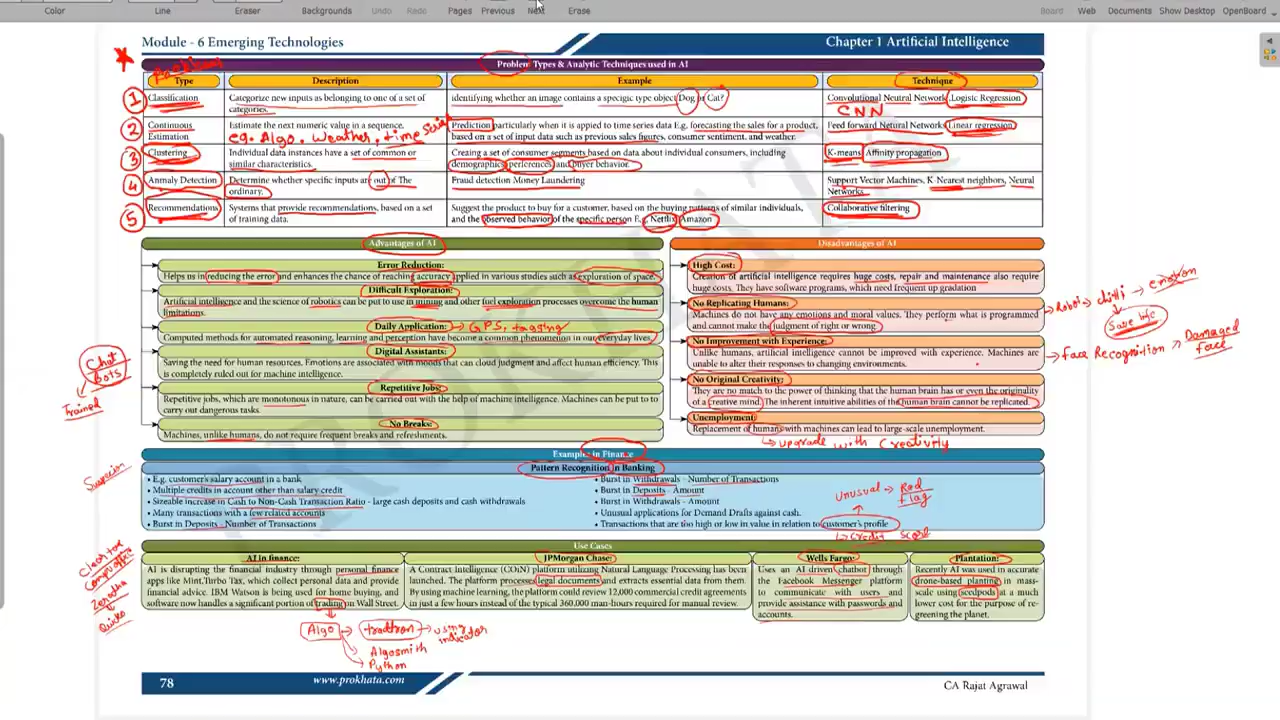 Color Line Eraser Backgrounds Undo Redo Pages Previous Next Erase Board Web Documents Show Desktop OpenBoard
Module - 6 Emerging Technologies
Chapter 1 Artificial Intelligence
Problem Types & Analytic Techniques used in AI
Problem
Type Description Example Technique
1 Classification
Categorize new inputs as belonging to one of a set of
categories.
identifying whether an image contains a specigic type object Dog or Cat?
Convolutional Neutral Network, Logistic Regression
CNN
2 Continuous
Estimation
Estimate the next numeric value in a sequence.
eg. Algo. Weather, time Series
Prediction particularly when it is applied to time series data E.g. forecasting the sales for a product,
based on a set of input data such as previous sales figures, consumer sentiment, and weather.
Feed forward Netural Networks, Linear regression
3 Clustering
Individual data instances have a set of common or
similar characteristics.
Creaing a set of consumer segments based on data about individual consumers, including
demographics, perferences and buyer behavior.
K-means, Affinity propagation
4 Anmaly Detection
Determine whether specific inputs are out of The
ordinary.
Fraud detection Money Laundering
Support Vector Machines, K-Nearest neighbors, Neural
Networks
5 Recommendations
Systems that provide recommendations, based on a set
of training data.
Suggest the product to buy for a customer, based on the buying patterns of similar individuals,
and the observed behavior of the specific person E. Netflix Amazon
Collaborative filtering
Advantages of AI
Error Reduction:
Helps us in reducing the error and enhances the chance of reaching accuracy applied in various studies such as exploration of space.
Difficult Exploration:
Artificial intelligence and the science of robotics can be put to use in mining and other fuel exploration processes overcome the human
limitations.
Daily Application: → GPS, tagging
Computed methods for automated reasoning, learning and perception have become a common phenomenon in our everyday lives.
Digital Assistants:
Saving the need for human resources. Emotions are associated with moods that can cloud judgment and affect human efficiency. This
is completely ruled out for machine intelligence.
Chat
bots
Trained
Repetitive Jobs:
Repetitive jobs, which are monotonous in nature, can be carried out with the help of machine intelligence. Machines can be put to to
carry out dangerous tasks.
No Breaks:
Machines, unlike humans, do not require frequent breaks and refreshments.
Disadvantages of AI
High Cost:
Creation of artificial intelligence requires huge costs, repair and maintenance also require
huge costs. They have software programs, which need frequent up gradation
No Replicating Humans:
Machines do not have any emotions and moral values. They perform what is programmed
and cannot make the judgment of right or wrong.
→ Robot → chitti → emotion
Save life
No Improvement with Experience:
Unlike humans, artificial intelligence cannot be improved with experience. Machines are
unable to alter their responses to changing environments.
→ Face Recognition → Damaged
face
No Original Creativity:
They are no match to the power of thinking that the human brain has or even the originality
of a creative mind. The inherent intuitive abilities of the human brain cannot be replicated.
Unemployment:
Replacement of humans with machines can lead to large-scale unemployment.
upgrade with Creativity
Examples in Finance
Pattern Recognition in Banking
Suspicion
• E.g. customer's salary account in a bank
• Multiple credits in account other than salary credit
• Sizeable increase in Cash to Non-Cash Transaction Ratio - large cash deposits and cash withdrawals
• Many transactions with a few related accounts
• Burst in Deposits - Number of Transactions
• Burst in Withdrawals - Number of Transactions
• Burst in Deposits - Amount
• Burst in Withdrawals - Amount
• Unusual applications for Demand Drafts against cash.
• Transactions that are too high or low in value in relation to customer's profile
unusual → Red
flag
credit score
Use Cases
AI in finance:
AI is disrupting the financial industry through personal finance
apps like Mint,Turbo Tax, which collect personal data and provide
financial advice. IBM Watson is being used for home buying, and
software now handles a significant portion of trading on Wall Street.
Cleartax
Zerodha
Quicko
Algo → tradtron → using
indicator
Algosmith
Python
JPMorgan Chase:
A Contract Intelligence (COiN) platform utilizing Natural Language Processing has been
launched. The platform processes legal documents and extracts essential data from them.
By using machine learning, the platform could review 12,000 commercial credit agreements
in just a few hours instead of the typical 360,000 man-hours required for manual review.
Wells Fargo:
Uses an AI driven chatbot through
the Facebook Messenger platform
to communicate with users and
provide assistance with passwords and
accounts.
Plantation:
Recently AI was used in accurate
drone-based planting in mass-
scale using seedpods at a much
lower cost for the purpose of re-
greening the planet.
78
www.prokhata.com
CA Rajat Agrawal
PROKHATA